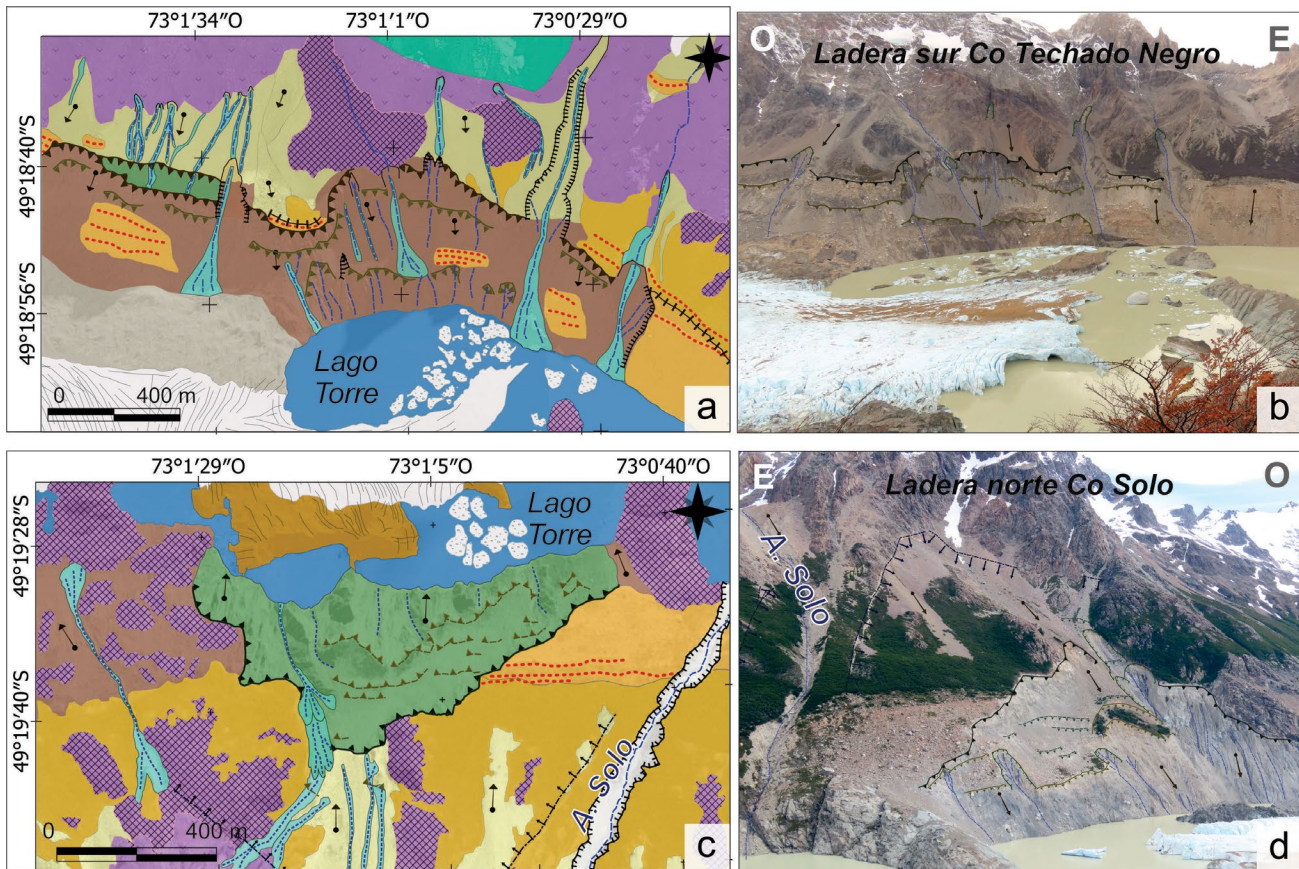 73°1′34″O 73°1′1″O 73°0′29″O
49°18′40″S
49°18′56″S
Lago
Torre
0 400 m
a
O E
Ladera sur Co Techado Negro
b
73°1′29″O 73°1′15″O 73°0′40″O
49°19′28″S
49°19′40″S
Lago
Torre
A. Solo
0 400 m
c
E O
Ladera norte Co Solo
A. Solo
d